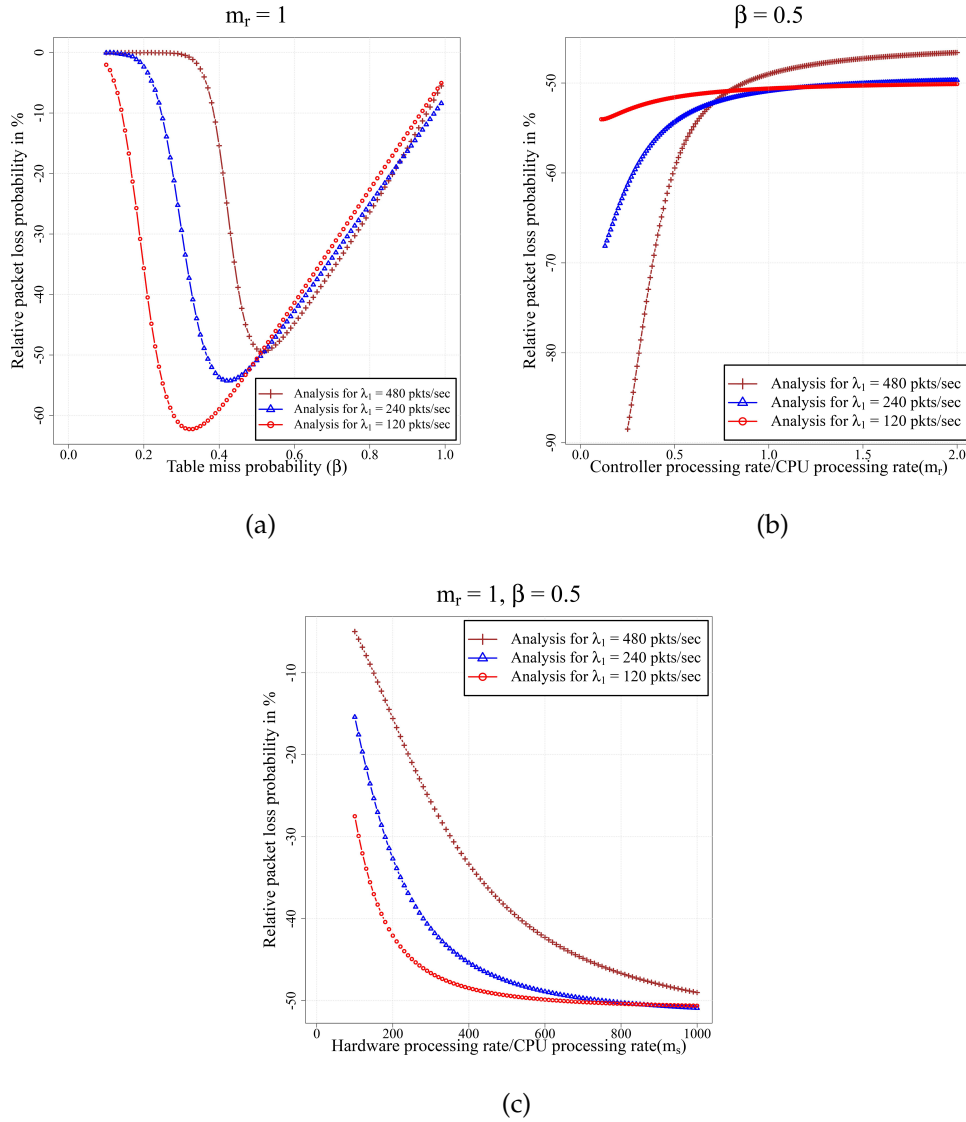 m_r = 1
Relative packet loss probability in %
0
-10
-20
-30
-40
-50
-60
Analysis for λ₁ = 480 pkts/sec
Analysis for λ₁ = 240 pkts/sec
Analysis for λ₁ = 120 pkts/sec
0.0 0.2 0.4 0.6 0.8 1.0
Table miss probability (β)
(a)
β = 0.5
Relative packet loss probability in %
-50
-60
-70
-80
-90
Analysis for λ₁ = 480 pkts/sec
Analysis for λ₁ = 240 pkts/sec
Analysis for λ₁ = 120 pkts/sec
0.0 0.5 1.0 1.5 2.0
Controller processing rate/CPU processing rate(m_r)
(b)
m_r = 1, β = 0.5
Relative packet loss probability in %
Analysis for λ₁ = 480 pkts/sec
Analysis for λ₁ = 240 pkts/sec
Analysis for λ₁ = 120 pkts/sec
-10
-20
-30
-40
-50
0 200 400 600 800 1000
Hardware processing rate/CPU processing rate(m_s)
(c)